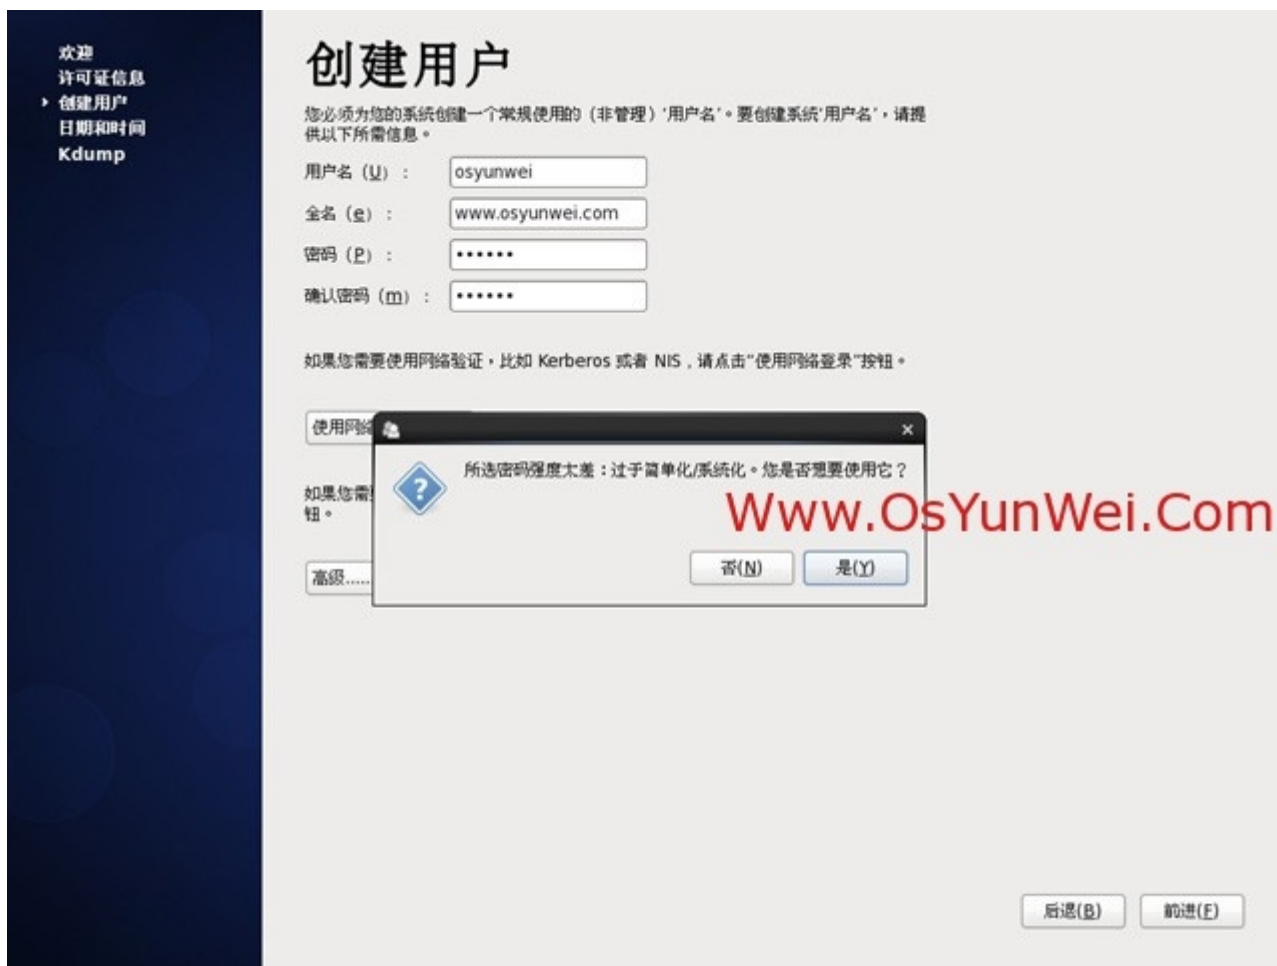 欢迎
许可证信息
创建用户
日期和时间
Kdump
创建用户
您必须为您的系统创建一个常规使用的（非管理）'用户名'。要创建系统'用户名'，请提
供以下所需信息。
用户名（U）：
osyunwei
全名（e）：
www.osyunwei.com
密码（P）：
••••••
确认密码（m）：
••••••
如果您需要使用网络验证，比如 Kerberos 或者 NIS，请点击"使用网络登录"按钮。
使用网络
所选密码强度太差：过于简单化/系统化。您是否想要使用它？
如果您需
钮。
Www.OsYunWei.Com
否(N)
是(Y)
高级.....
后退(B)
前进(F)